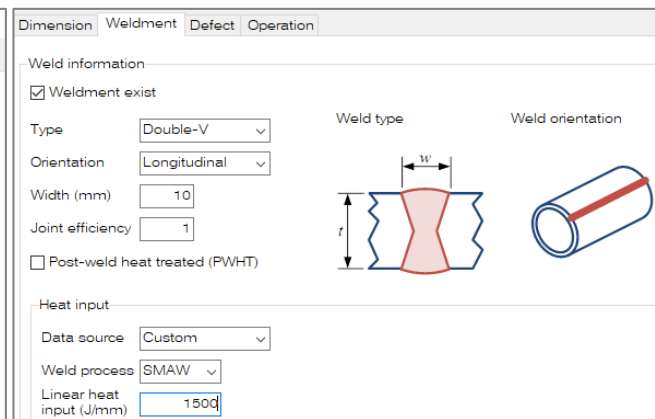 Dimension Weldment Defect Operation
Weld information
Weldment exist
Type Double-V
Orientation Longitudinal
Width (mm) 10
Joint efficiency 1
Post-weld heat treated (PWHT)
Weld type Weld orientation
w
t
Heat input
Data source Custom
Weld process SMAW
Linear heat
input (J/mm) 1500